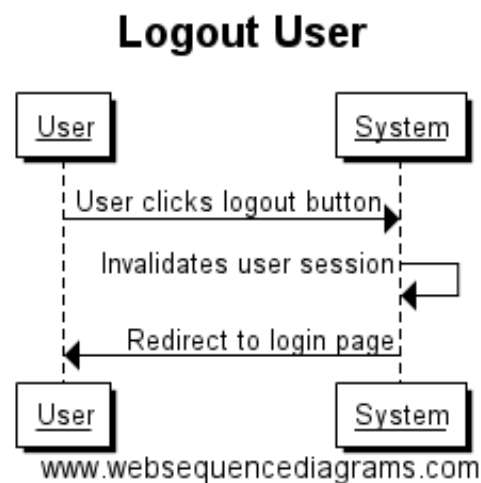 Logout User
User System
User clicks logout button
Invalidates user session
Redirect to login page
User System
www.websequencediagrams.com